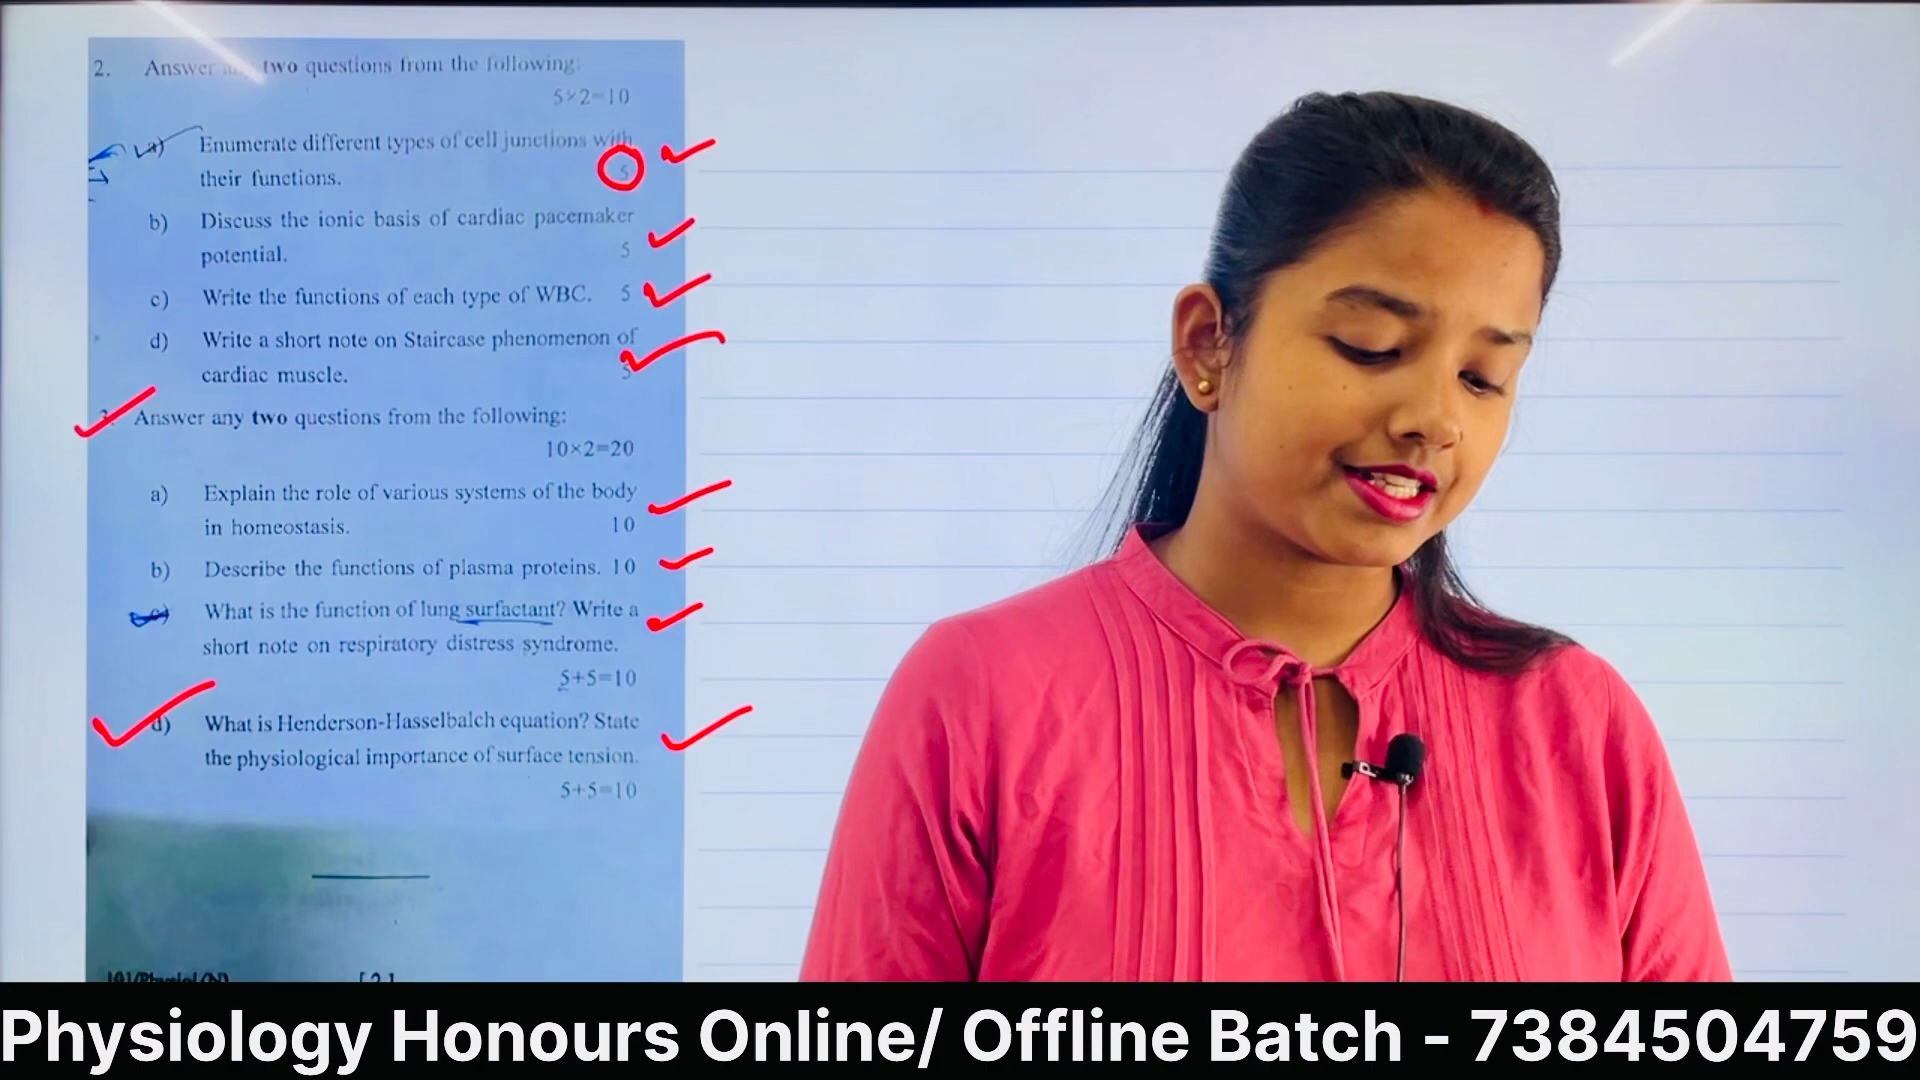 2. Answer any two questions from the following:
5×2=10
a) Enumerate different types of cell junctions with
their functions. 5
b) Discuss the ionic basis of cardiac pacemaker
potential. 5
c) Write the functions of each type of WBC. 5
d) Write a short note on Staircase phenomenon of
cardiac muscle. 5
3. Answer any two questions from the following:
10×2=20
a) Explain the role of various systems of the body
in homeostasis. 10
b) Describe the functions of plasma proteins. 10
c) What is the function of lung surfactant? Write a
short note on respiratory distress syndrome.
5+5=10
d) What is Henderson-Hasselbalch equation? State
the physiological importance of surface tension.
5+5=10
[2]
Physiology Honours Online/ Offline Batch - 7384504759